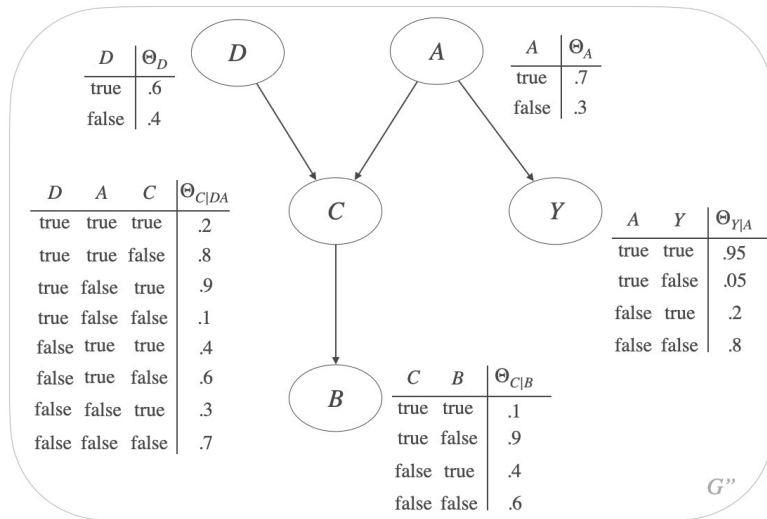 D Θ_D
true .6
false .4
D
A
A Θ_A
true .7
false .3
D A C Θ_{C|DA}
true true true .2
true true false .8
true false true .9
true false false .1
false true true .4
false true false .6
false false true .3
false false false .7
C
Y
A Y Θ_{Y|A}
true true .95
true false .05
false true .2
false false .8
B
C B Θ_{C|B}
true true .1
true false .9
false true .4
false false .6
G”